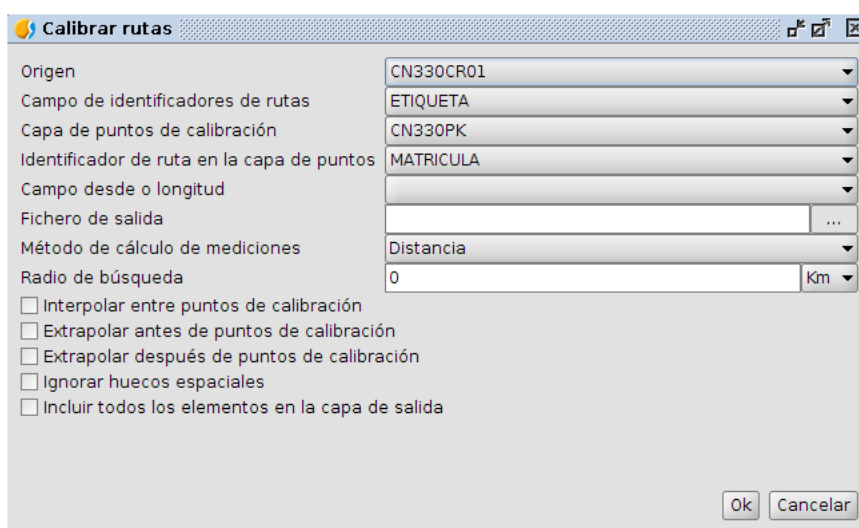 Calibrar rutas
Origen CN330CR01
Campo de identificadores de rutas ETIQUETA
Capa de puntos de calibración CN330PK
Identificador de ruta en la capa de puntos MATRICULA
Campo desde o longitud
Fichero de salida ...
Método de cálculo de mediciones Distancia
Radio de búsqueda 0 Km
Interpolar entre puntos de calibración
Extrapolar antes de puntos de calibración
Extrapolar después de puntos de calibración
Ignorar huecos espaciales
Incluir todos los elementos en la capa de salida
Ok Cancelar